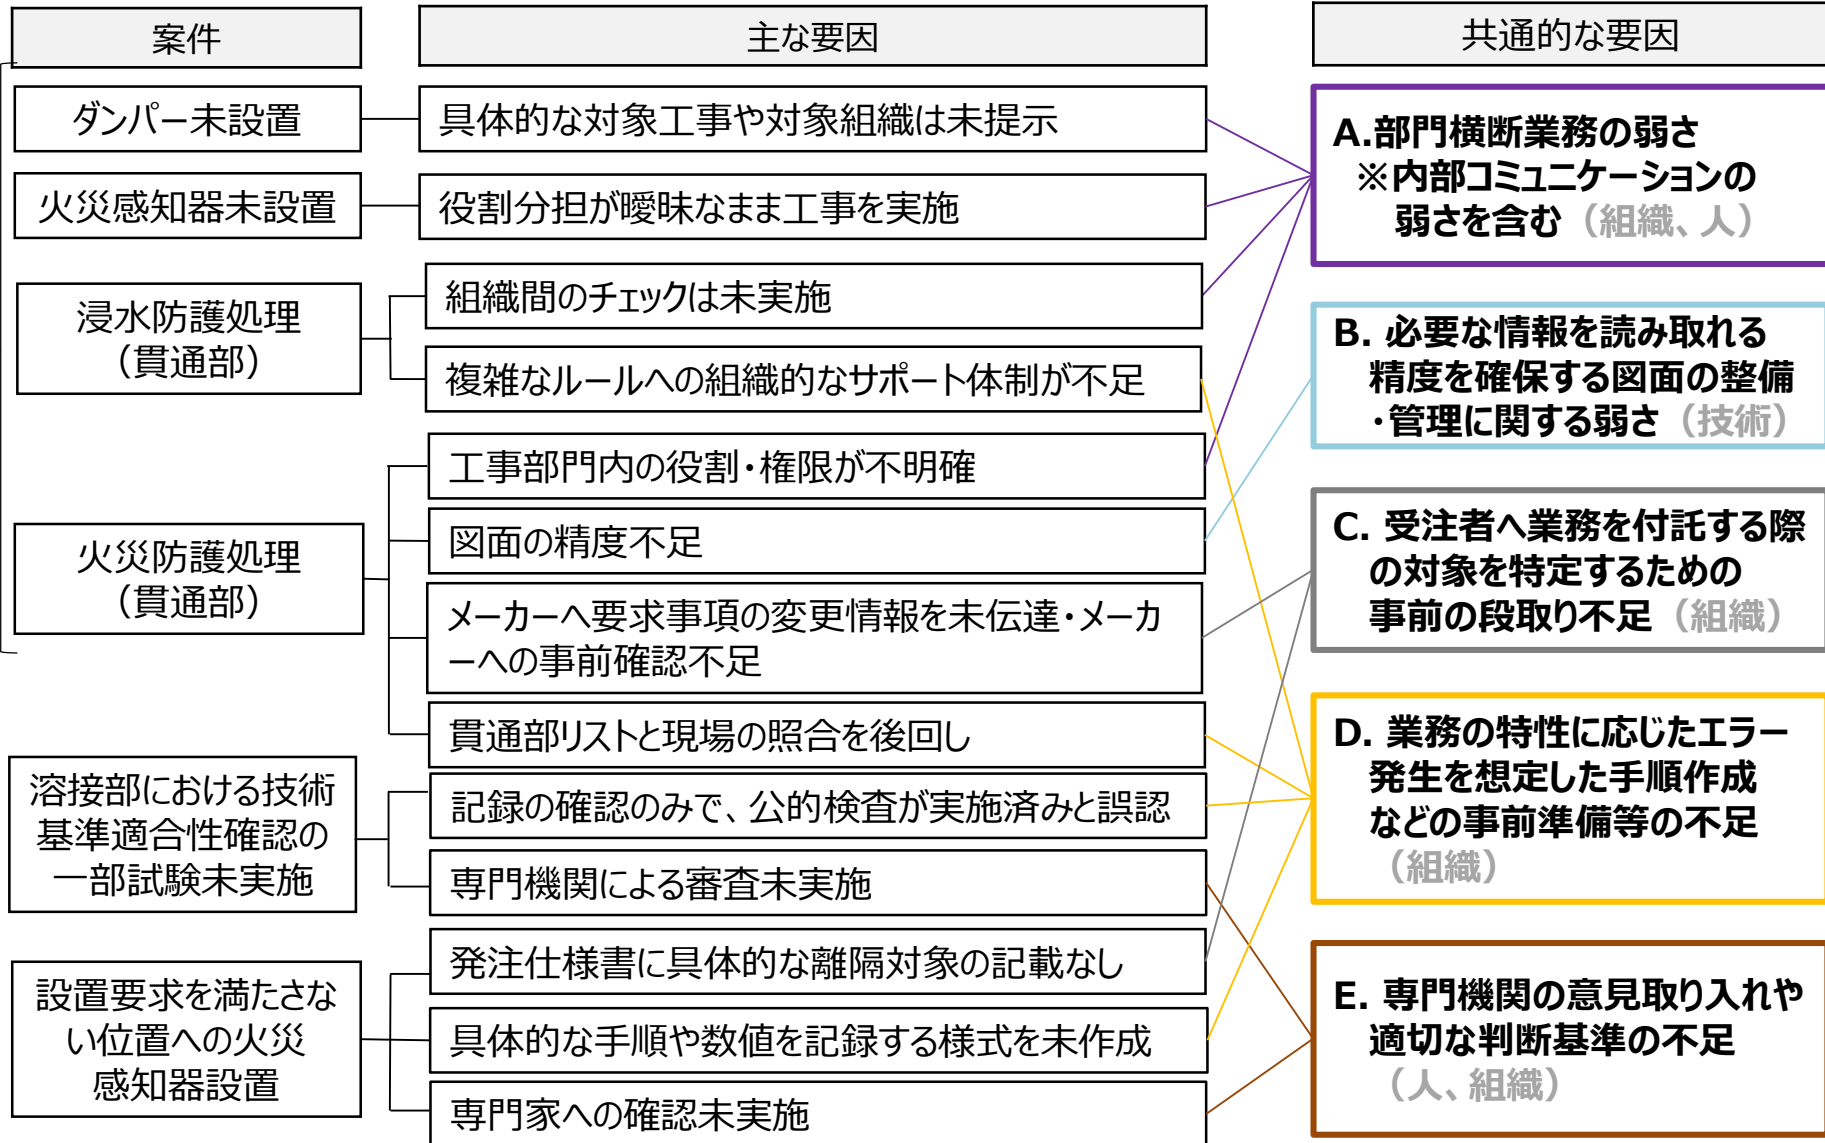 案件
主な要因
共通的な要因
ダンパー未設置
具体的な対象工事や対象組織は未提示
火災感知器未設置
役割分担が曖昧なまま工事を実施
浸水防護処理
（貫通部）
組織間のチェックは未実施
複雑なルールへの組織的なサポート体制が不足
火災防護処理
（貫通部）
工事部門内の役割・権限が不明確
図面の精度不足
メーカーへ要求事項の変更情報を未伝達・メーカ
ーへの事前確認不足
貫通部リストと現場の照合を後回し
溶接部における技術
基準適合性確認の
一部試験未実施
記録の確認のみで、公的検査が実施済みと誤認
専門機関による審査未実施
設置要求を満たさな
い位置への火災
感知器設置
発注仕様書に具体的な離隔対象の記載なし
具体的な手順や数値を記録する様式を未作成
専門家への確認未実施
A.部門横断業務の弱さ
※内部コミュニケーションの
弱さを含む（組織、人）
B. 必要な情報を読み取れる
精度を確保する図面の整備
・管理に関する弱さ（技術）
C. 受注者へ業務を付託する際
の対象を特定するための
事前の段取り不足（組織）
D. 業務の特性に応じたエラー
発生を想定した手順作成
などの事前準備等の不足
（組織）
E. 専門機関の意見取り入れや
適切な判断基準の不足
（人、組織）